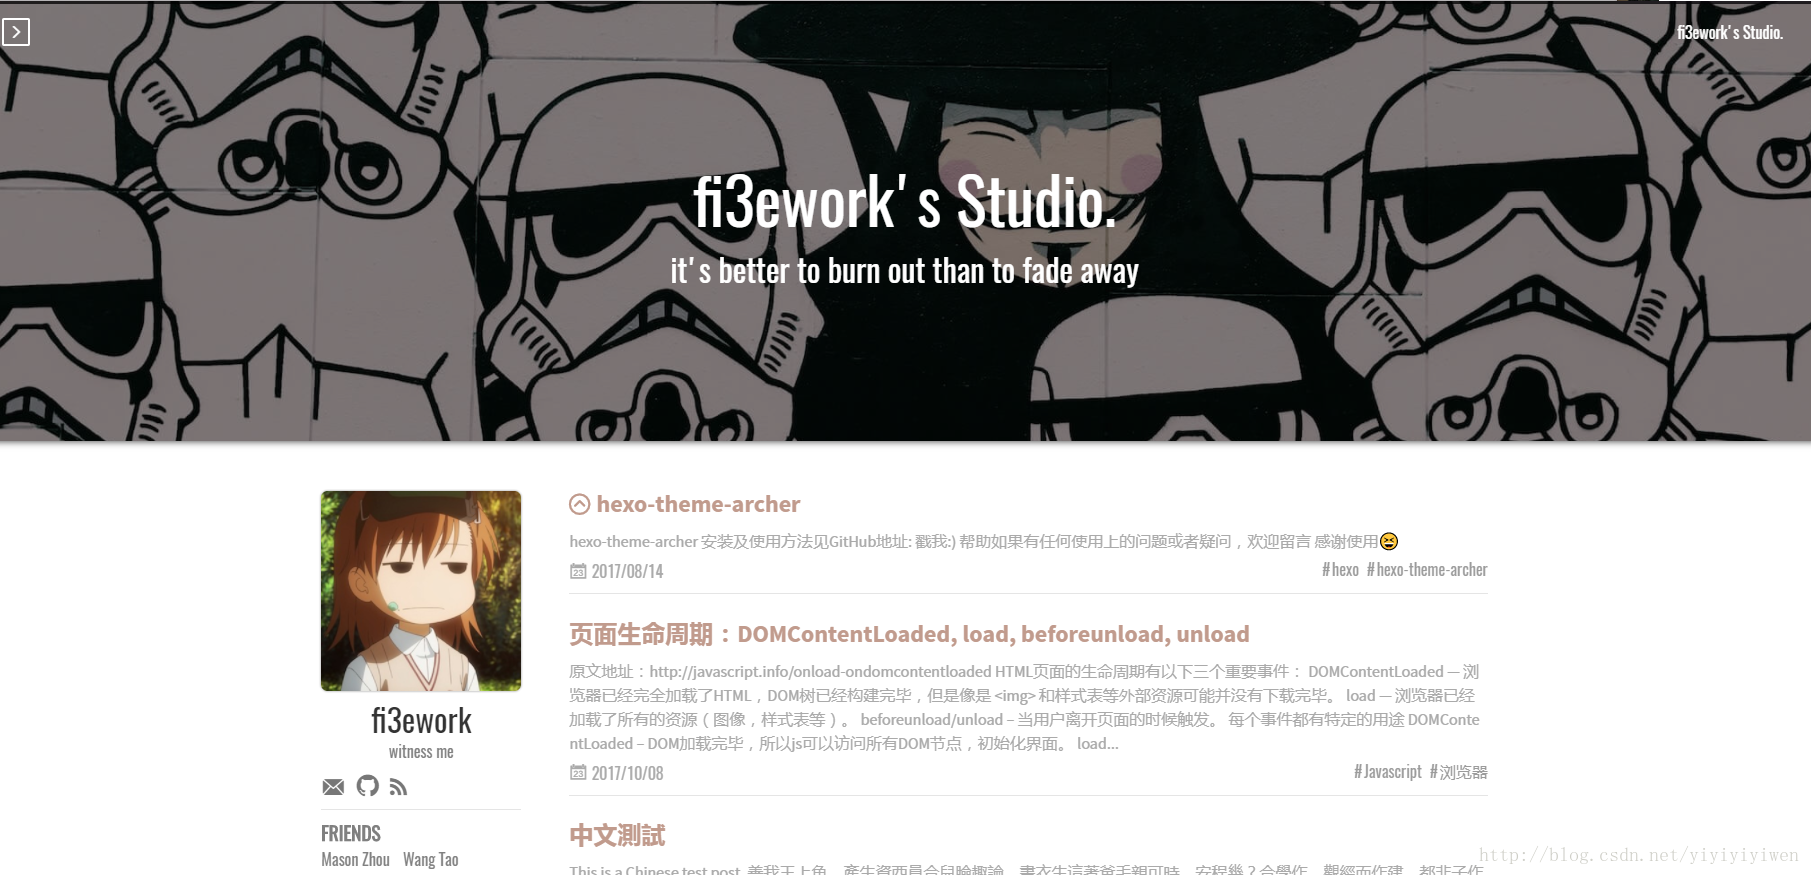 fi3ework's Studio.
fi3ework's Studio.
it's better to burn out than to fade away
fi3ework
witness me
FRIENDS
Mason Zhou Wang Tao
hexo-theme-archer
hexo-theme-archer 安装及使用方法见GitHub地址: 戳我:) 帮助如果有任何使用上的问题或者疑问，欢迎留言 感谢使用😆
2017/08/14 #hexo #hexo-theme-archer
页面生命周期：DOMContentLoaded, load, beforeunload, unload
原文地址：http://javascript.info/onload-ondomcontentloaded HTML页面的生命周期有以下三个重要事件： DOMContentLoaded — 浏
览器已经完全加载了HTML，DOM树已经构建完毕，但是像是 <img> 和样式表等外部资源可能并没有下载完毕。 load — 浏览器已经
加载了所有的资源（图像，样式表等）。 beforeunload/unload – 当用户离开页面的时候触发。 每个事件都有特定的用途 DOMConte
ntLoaded – DOM加载完毕，所以js可以访问所有DOM节点，初始化界面。 load...
2017/10/08 #Javascript #浏览器
中文測試
This is a Chinese test post.
http://blog.csdn.net/yiyiyiyiwen